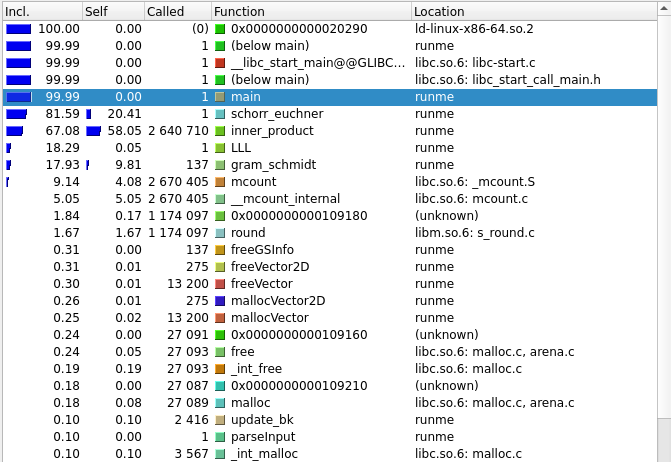 Incl. Self Called Function Location
100.00 0.00 (0) 0x0000000000020290 ld-linux-x86-64.so.2
99.99 0.00 1 (below main) runme
99.99 0.00 1 __libc_start_main@@GLIBC... libc.so.6: libc-start.c
99.99 0.00 1 (below main) libc.so.6: libc_start_call_main.h
99.99 0.00 1 main runme
81.59 20.41 1 schorr_euchner runme
67.08 58.05 2 640 710 inner_product runme
18.29 0.05 1 LLL runme
17.93 9.81 137 gram_schmidt runme
9.14 4.08 2 670 405 mcount libc.so.6: _mcount.S
5.05 5.05 2 670 405 __mcount_internal libc.so.6: mcount.c
1.84 0.17 1 174 097 0x0000000000109180 (unknown)
1.67 1.67 1 174 097 round libm.so.6: s_round.c
0.31 0.00 137 freeGSInfo runme
0.31 0.01 275 freeVector2D runme
0.30 0.01 13 200 freeVector runme
0.26 0.01 275 mallocVector2D runme
0.25 0.02 13 200 mallocVector runme
0.24 0.00 27 091 0x0000000000109160 (unknown)
0.24 0.05 27 093 free libc.so.6: malloc.c, arena.c
0.19 0.19 27 093 _int_free libc.so.6: malloc.c
0.18 0.00 27 087 0x0000000000109210 (unknown)
0.18 0.08 27 089 malloc libc.so.6: malloc.c, arena.c
0.10 0.10 2 416 update_bk runme
0.10 0.00 1 parseInput runme
0.10 0.10 3 567 _int_malloc libc.so.6: malloc.c